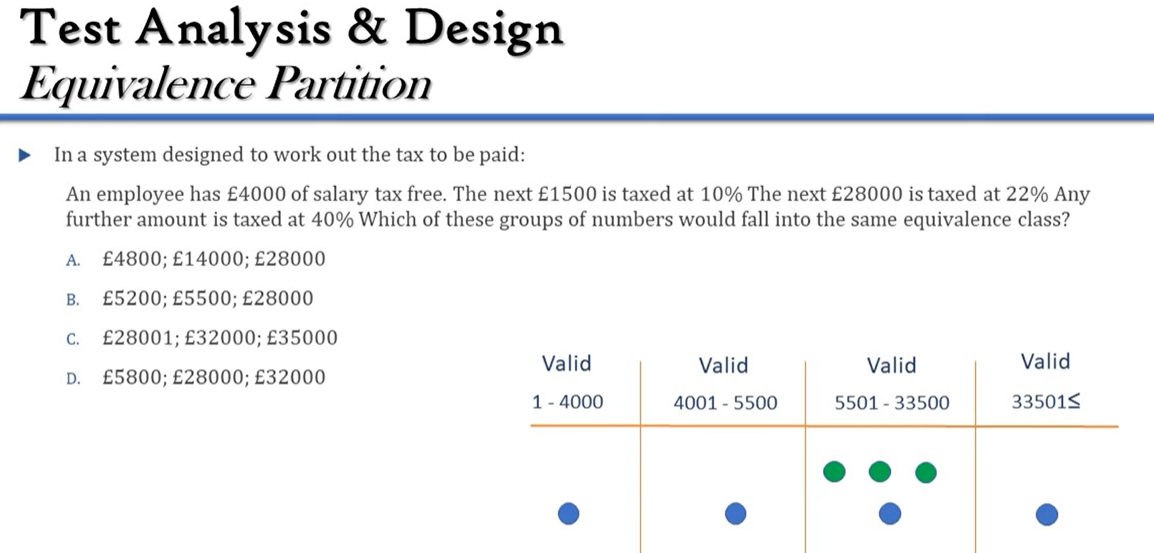 Test Analysis & Design
Equivalence Partition
In a system designed to work out the tax to be paid:
An employee has £4000 of salary tax free. The next £1500 is taxed at 10% The next £28000 is taxed at 22% Any
further amount is taxed at 40% Which of these groups of numbers would fall into the same equivalence class?
A. £4800; £14000; £28000
B. £5200; £5500; £28000
C. £28001; £32000; £35000
D. £5800; £28000; £32000
Valid Valid Valid Valid
1 - 4000 4001 - 5500 5501 - 33500 33501≤